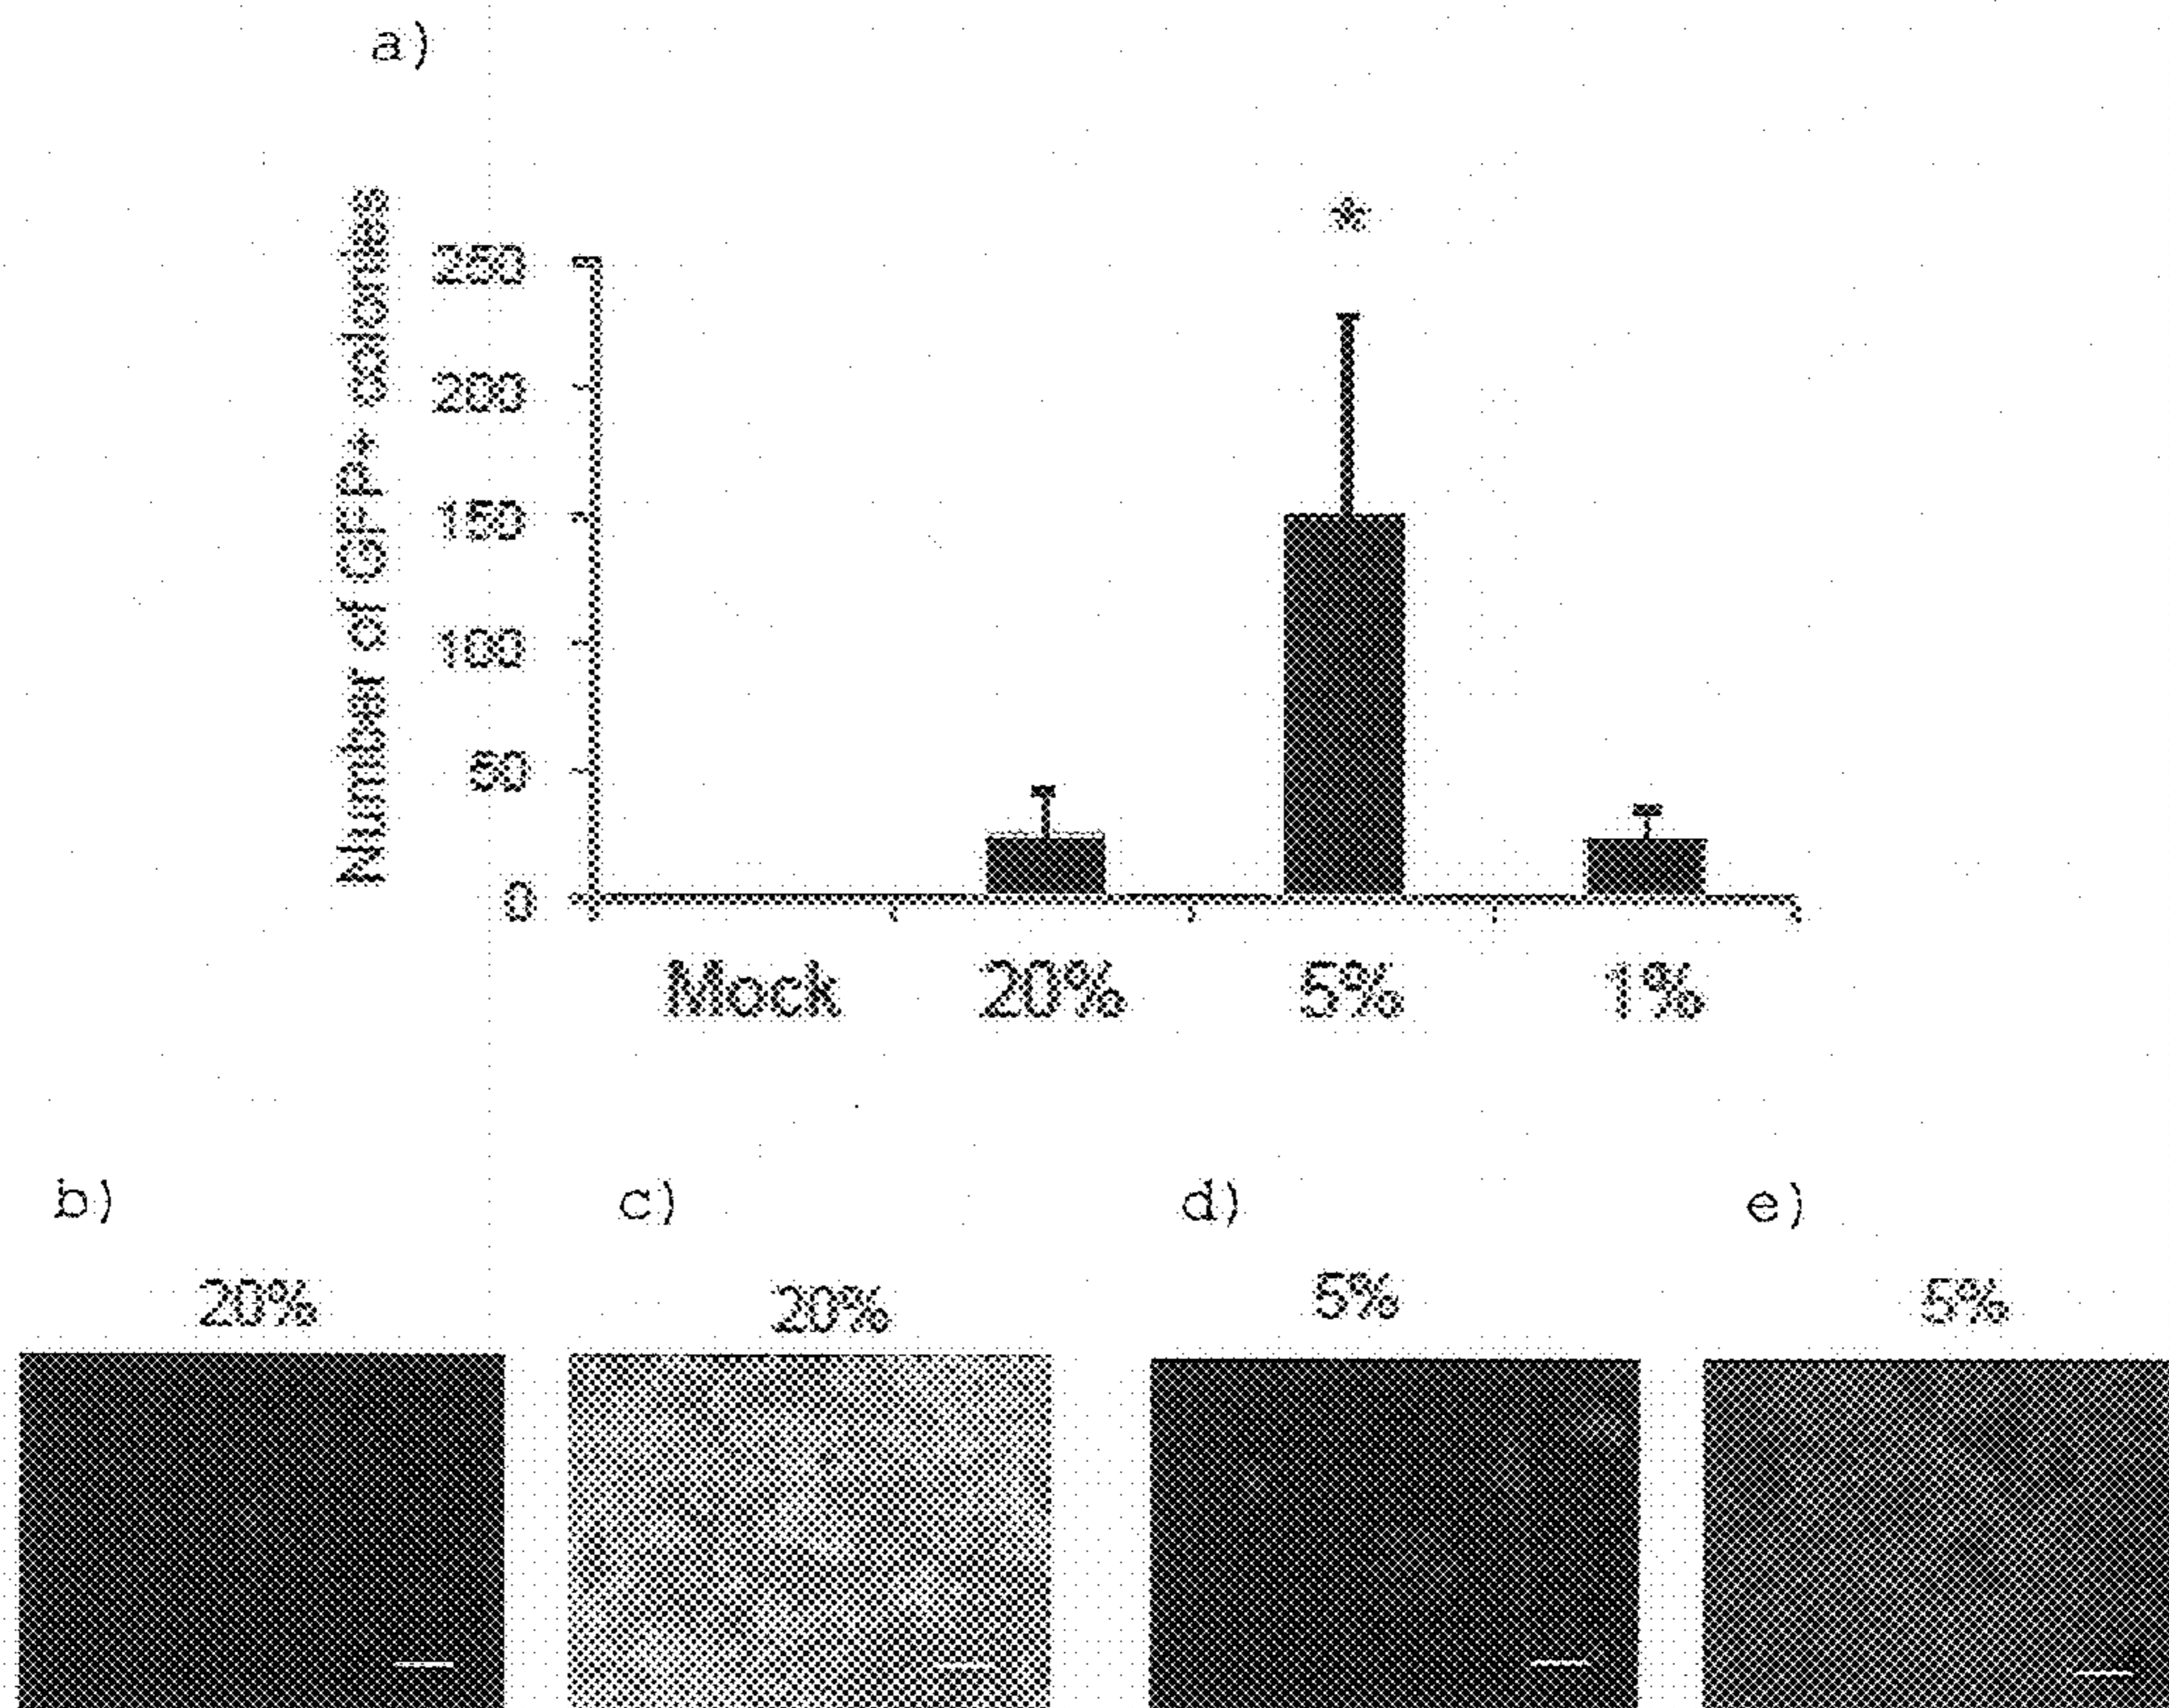 a)
*
Number of GFP+ colonies
250
200
150
100
50
0
Mock 20% 5% 1%
b) c) d) e)
20% 20% 5% 5%